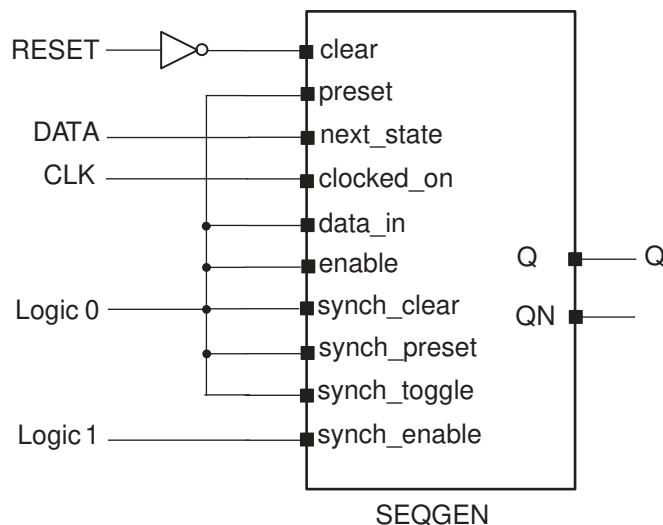 RESET clear
preset
DATA next_state
CLK clocked_on
data_in
Q Q
enable
Logic 0 synch_clear
QN
synch_preset
synch_toggle
Logic 1 synch_enable
SEQGEN